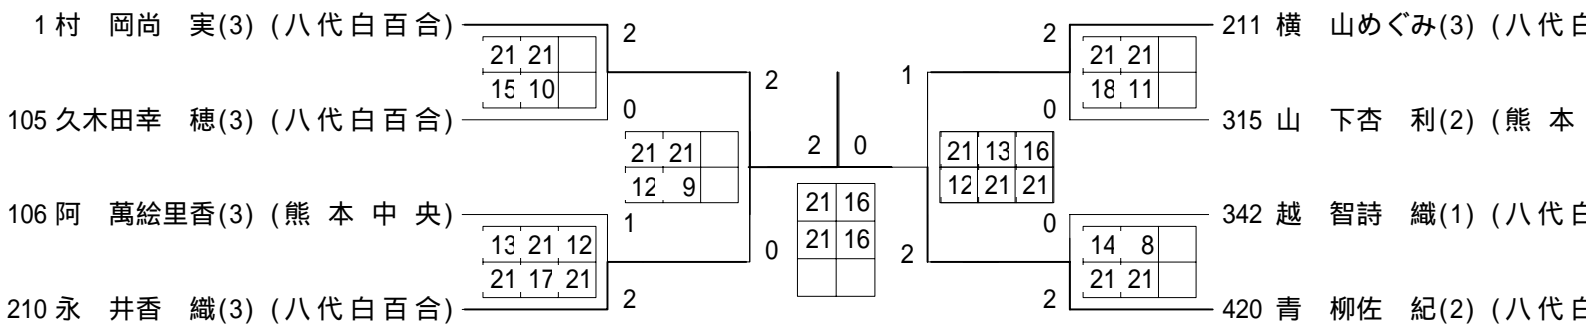 1 村 岡尚 実(3) (八代白百合)
2
21 21
15 10
0
105 久木田幸 穂(3) (八代白百合)
2
21 21
12 9
106 阿 萬絵里香(3) (熊 本 中 央)
1
13 21 12
21 17 21
2
210 永 井香 織(3) (八代白百合)
0
2 0
21 16
21 16
211 横 山めぐみ(3) (八代白
2
21 21
18 11
0
315 山 下杏 利(2) (熊 本
1
21 13 16
12 21 21
342 越 智詩 織(1) (八代白
0
14 8
21 21
2
420 青 柳佐 紀(2) (八代白
2